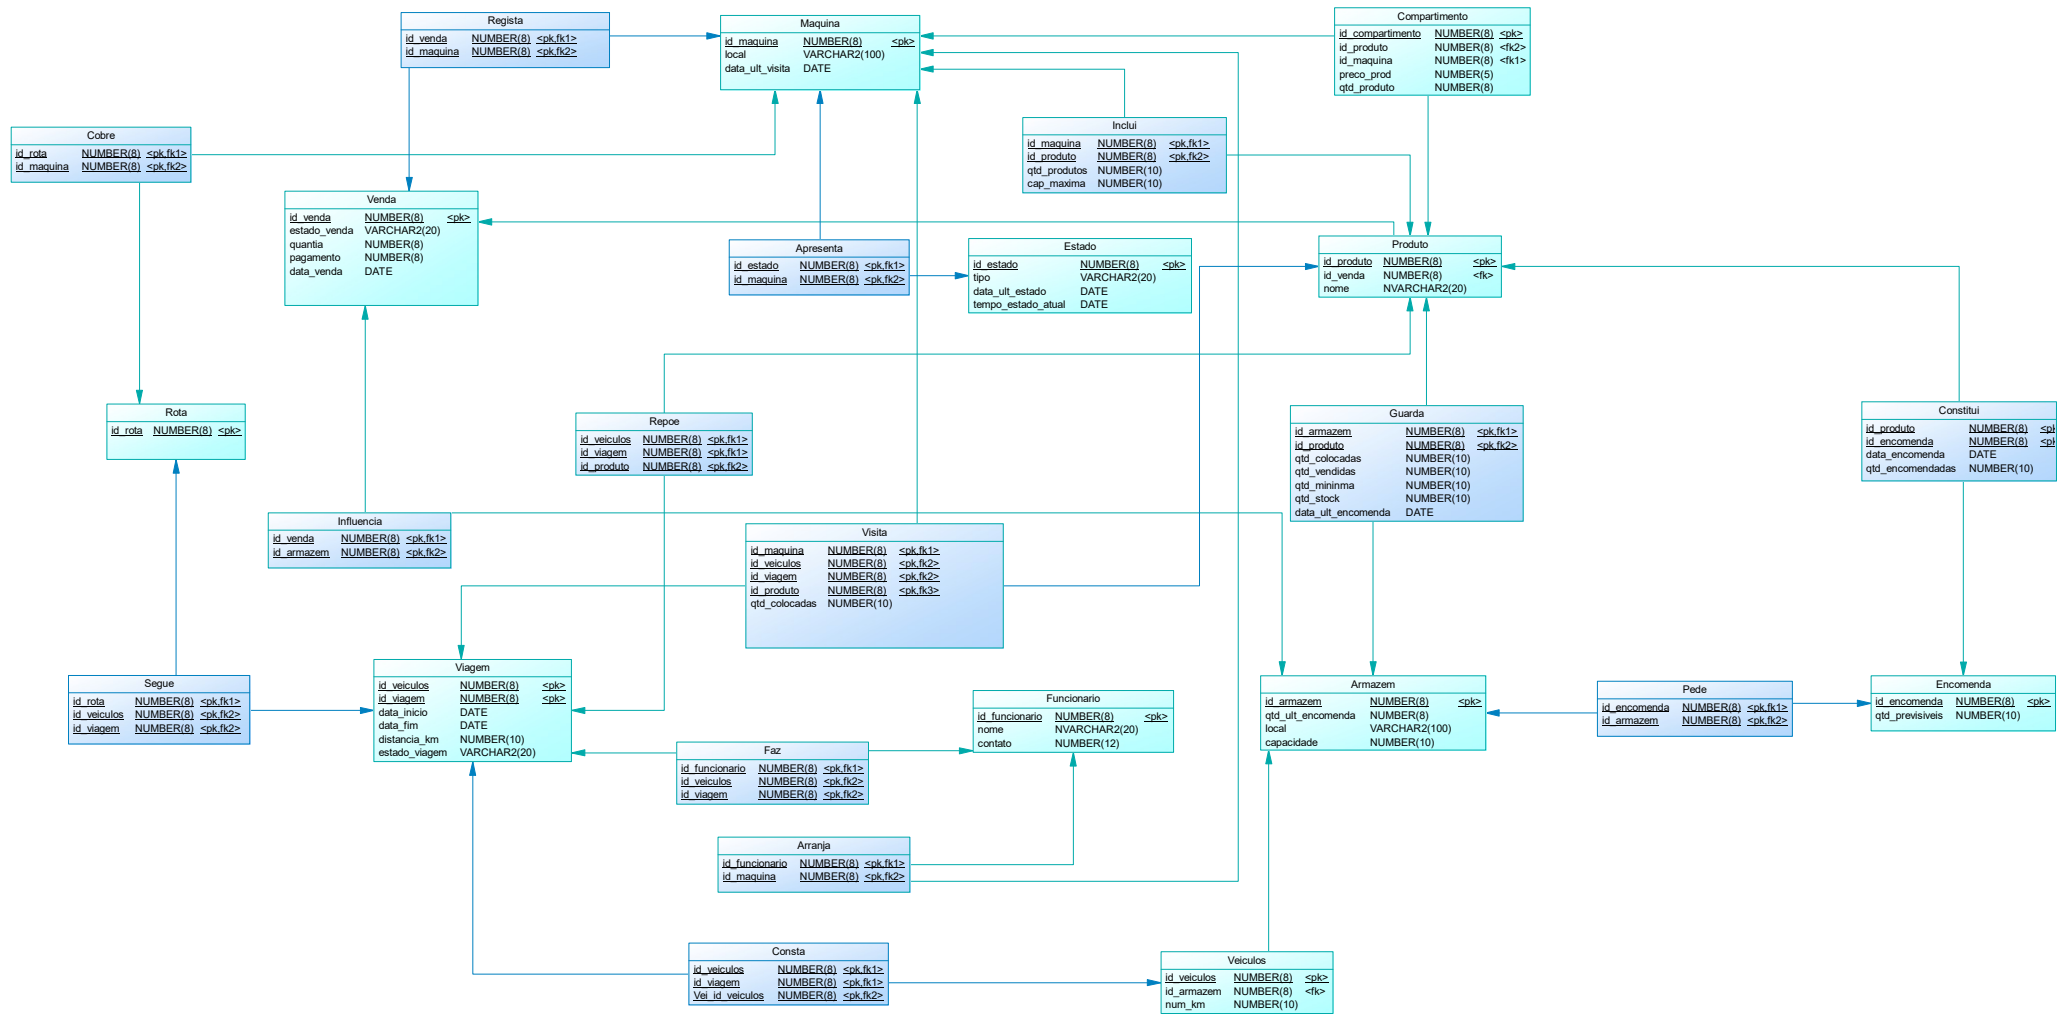 Regista
id_venda NUMBER(8) <pk,fk1>
id_maquina NUMBER(8) <pk,fk2>
Maquina
id_maquina NUMBER(8) <pk>
local VARCHAR2(100)
data_ult_visita DATE
Compartimento
id_compartimento NUMBER(8) <pk>
id_produto NUMBER(8) <fk2>
id_maquina NUMBER(8) <fk1>
preco_prod NUMBER(5)
qtd_produto NUMBER(8)
Cobre
id_rota NUMBER(8) <pk,fk1>
id_maquina NUMBER(8) <pk,fk2>
Inclui
id_maquina NUMBER(8) <pk,fk1>
id_produto NUMBER(8) <pk,fk2>
qtd_produtos NUMBER(10)
cap_maxima NUMBER(10)
Venda
id_venda NUMBER(8) <pk>
estado_venda VARCHAR2(20)
quantia NUMBER(8)
pagamento NUMBER(8)
data_venda DATE
Apresenta
id_estado NUMBER(8) <pk,fk1>
id_maquina NUMBER(8) <pk,fk2>
Estado
id_estado NUMBER(8) <pk>
tipo VARCHAR2(20)
data_ult_estado DATE
tempo_estado_atual DATE
Produto
id_produto NUMBER(8) <pk>
id_venda NUMBER(8) <fk>
nome NVARCHAR2(20)
Rota
id_rota NUMBER(8) <pk>
Repoe
id_veiculos NUMBER(8) <pk,fk1>
id_viagem NUMBER(8) <pk,fk1>
id_produto NUMBER(8) <pk,fk2>
Guarda
id_armazem NUMBER(8) <pk,fk1>
id_produto NUMBER(8) <pk,fk2>
qtd_colocadas NUMBER(10)
qtd_vendidas NUMBER(10)
qtd_mininma NUMBER(10)
qtd_stock NUMBER(10)
data_ult_encomenda DATE
Constitui
id_produto NUMBER(8)
id_encomenda NUMBER(8)
data_encomenda DATE
qtd_encomendadas NUMBER(10)
Influencia
id_venda NUMBER(8) <pk,fk1>
id_armazem NUMBER(8) <pk,fk2>
Visita
id_maquina NUMBER(8) <pk,fk1>
id_veiculos NUMBER(8) <pk,fk2>
id_viagem NUMBER(8) <pk,fk2>
id_produto NUMBER(8) <pk,fk3>
qtd_colocadas NUMBER(10)
Segue
id_rota NUMBER(8) <pk,fk1>
id_veiculos NUMBER(8) <pk,fk2>
id_viagem NUMBER(8) <pk,fk2>
Viagem
id_veiculos NUMBER(8) <pk>
id_viagem NUMBER(8) <pk>
data_inicio DATE
data_fim DATE
distancia_km NUMBER(10)
estado_viagem VARCHAR2(20)
Funcionario
id_funcionario NUMBER(8) <pk>
nome NVARCHAR2(20)
contato NUMBER(12)
Armazem
id_armazem NUMBER(8) <pk>
qtd_ult_encomenda NUMBER(8)
local VARCHAR2(100)
capacidade NUMBER(10)
Pede
id_encomenda NUMBER(8) <pk,fk1>
id_armazem NUMBER(8) <pk,fk2>
Encomenda
id_encomenda NUMBER(8) <pk>
qtd_previsiveis NUMBER(10)
Faz
id_funcionario NUMBER(8) <pk,fk1>
id_veiculos NUMBER(8) <pk,fk2>
id_viagem NUMBER(8) <pk,fk2>
Arranja
id_funcionario NUMBER(8) <pk,fk1>
id_maquina NUMBER(8) <pk,fk2>
Consta
id_veiculos NUMBER(8) <pk,fk1>
id_viagem NUMBER(8) <pk,fk1>
Vei_id_veiculos NUMBER(8) <pk,fk2>
Veiculos
id_veiculos NUMBER(8) <pk>
id_armazem NUMBER(8) <fk>
num_km NUMBER(10)